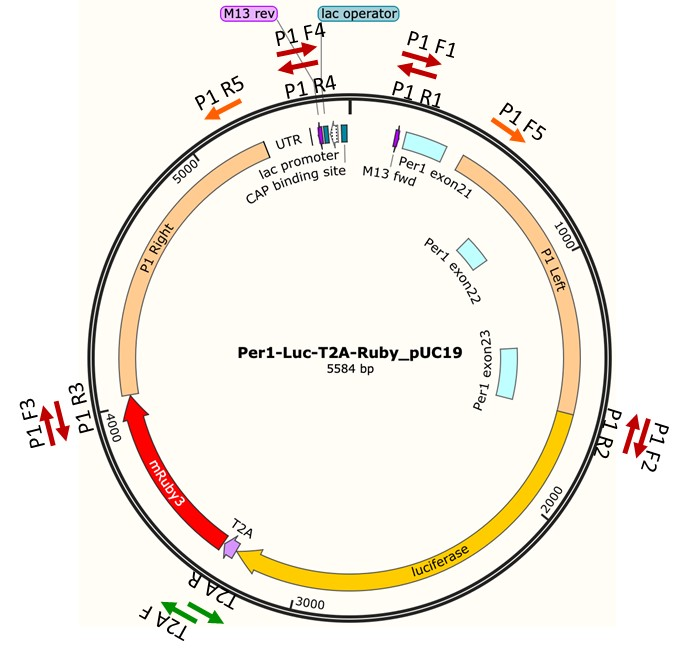 M13 rev
lac operator
P1 F4
P1 F1
P1 R5
P1 R4
P1 R1
P1 F5
UTR
lac promoter
CAP binding site
M13 fwd
Per1 exon21
5000
1000
P1 Right
P1 Left
Per1 exon22
Per1-Luc-T2A-Ruby_pUC19
5584 bp
Per1 exon23
P1 F3
P1 R3
4000
P1 R2
P1 F2
mRuby3
2000
T2A
luciferase
T2A R
3000
T2A F